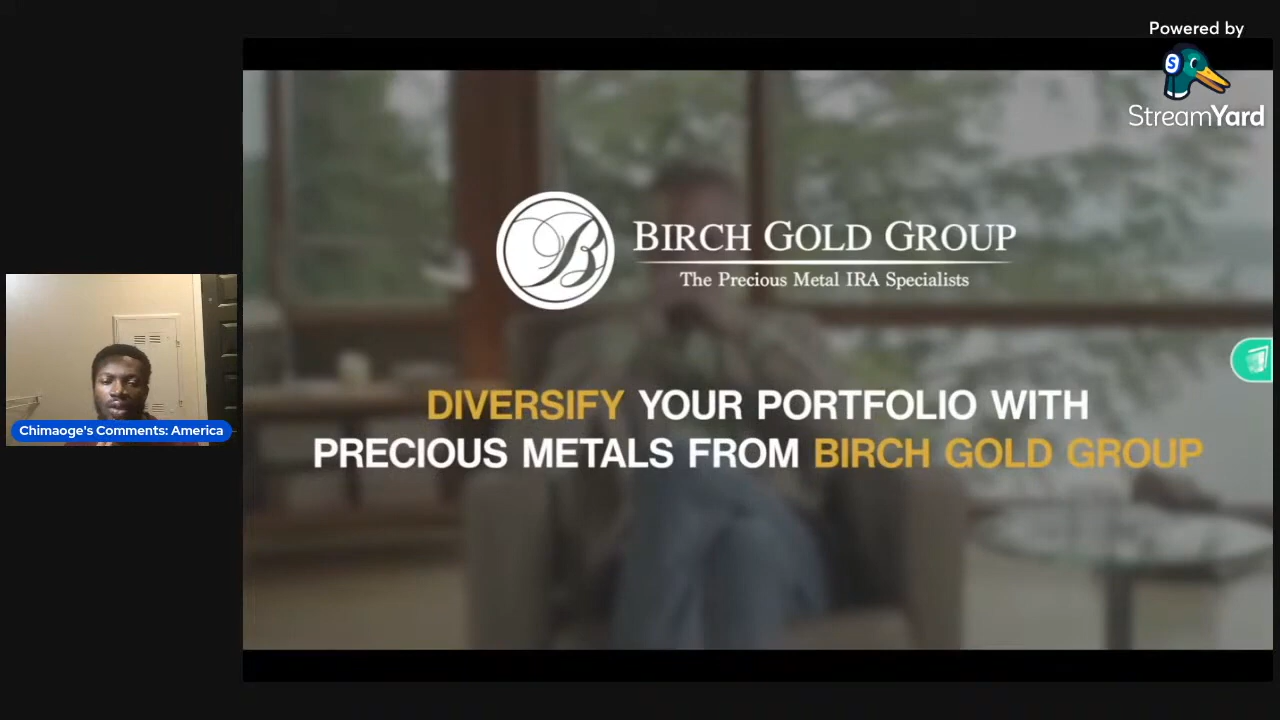 Powered by
StreamYard
BIRCH GOLD GROUP
The Precious Metal IRA Specialists
DIVERSIFY YOUR PORTFOLIO WITH
PRECIOUS METALS FROM BIRCH GOLD GROUP
Chimaoge's Comments: America